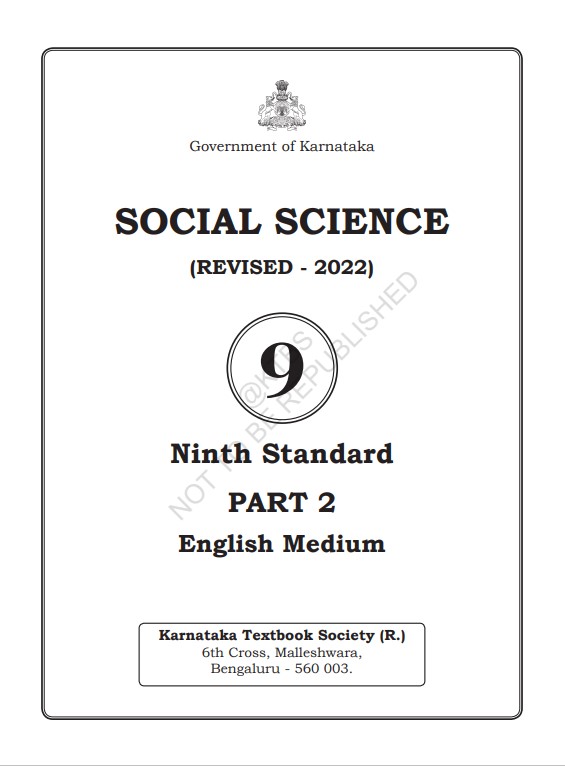 Government of Karnataka
SOCIAL SCIENCE
(REVISED - 2022)
9
@KTBS
NOT TO BE REPUBLISHED
Ninth Standard
PART 2
English Medium
Karnataka Textbook Society (R.)
6th Cross, Malleshwara,
Bengaluru - 560 003.